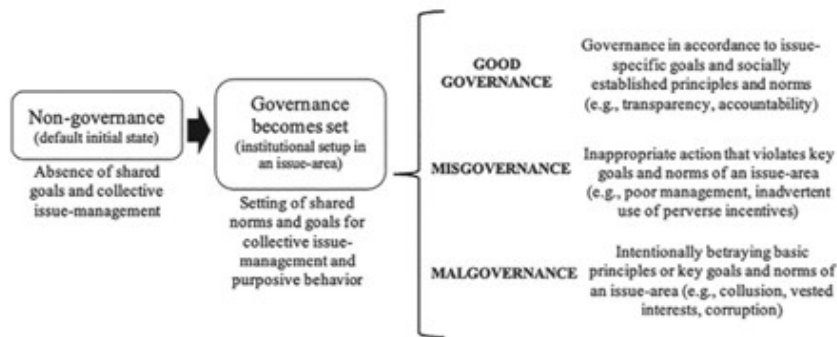 Non-governance
(default initial state)
Absence of shared
goals and collective
issue-management
Governance
becomes set
(institutional setup in
an issue-area)
Setting of shared
norms and goals for
collective issue-
management and
purposive behavior
GOOD
GOVERNANCE
Governance in accordance to issue-
specific goals and socially
established principles and norms
(e.g., transparency, accountability)
MISGOVERNANCE
Inappropriate action that violates key
goals and norms of an issue-area
(e.g., poor management, inadvertent
use of perverse incentives)
MALGOVERNANCE
Intentionally betraying basic
principles or key goals and norms of
an issue-area (e.g., collusion, vested
interests, corruption)